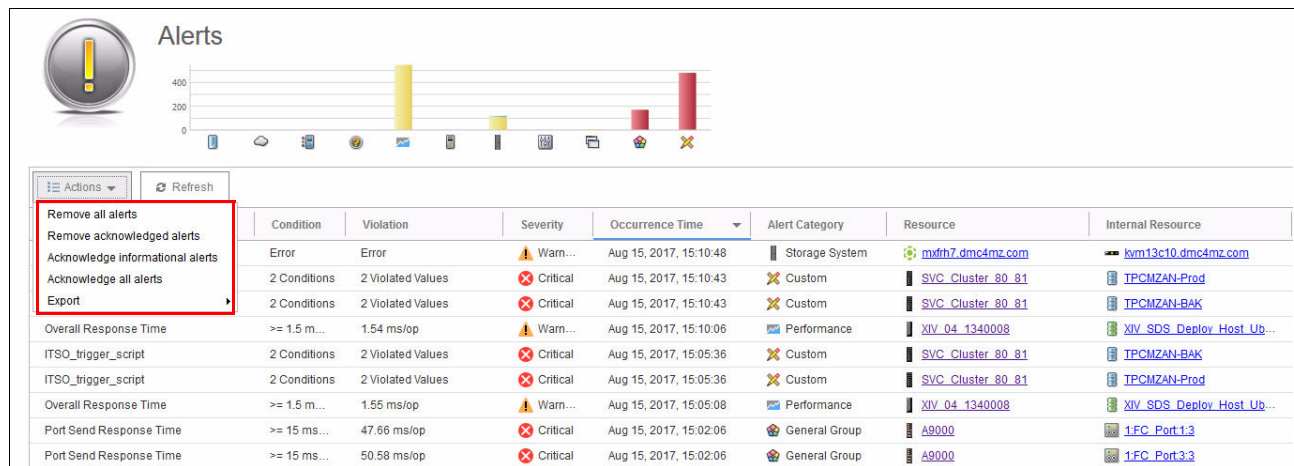 Alerts
400
200
0
Actions
Refresh
Remove all alerts
Remove acknowledged alerts
Acknowledge informational alerts
Acknowledge all alerts
Export
Condition Violation Severity Occurrence Time Alert Category Resource Internal Resource
Error Error Warn... Aug 15, 2017, 15:10:48 Storage System mxfrh7.dmc4mz.com kvm13c10.dmc4mz.com
2 Conditions 2 Violated Values Critical Aug 15, 2017, 15:10:43 Custom SVC_Cluster_80_81 TPCMZAN-Prod
2 Conditions 2 Violated Values Critical Aug 15, 2017, 15:10:43 Custom SVC_Cluster_80_81 TPCMZAN-BAK
Overall Response Time >= 1.5 m... 1.54 ms/op Warn... Aug 15, 2017, 15:10:06 Performance XIV_04_1340008 XIV_SDS_Deploy_Host_Ub...
ITSO_trigger_script 2 Conditions 2 Violated Values Critical Aug 15, 2017, 15:05:36 Custom SVC_Cluster_80_81 TPCMZAN-BAK
ITSO_trigger_script 2 Conditions 2 Violated Values Critical Aug 15, 2017, 15:05:36 Custom SVC_Cluster_80_81 TPCMZAN-Prod
Overall Response Time >= 1.5 m... 1.55 ms/op Warn... Aug 15, 2017, 15:05:08 Performance XIV_04_1340008 XIV_SDS_Deploy_Host_Ub...
Port Send Response Time >= 15 ms... 47.66 ms/op Critical Aug 15, 2017, 15:02:06 General Group A9000 1:FC_Port:1:3
Port Send Response Time >= 15 ms... 50.58 ms/op Critical Aug 15, 2017, 15:02:06 General Group A9000 1:FC_Port:3:3